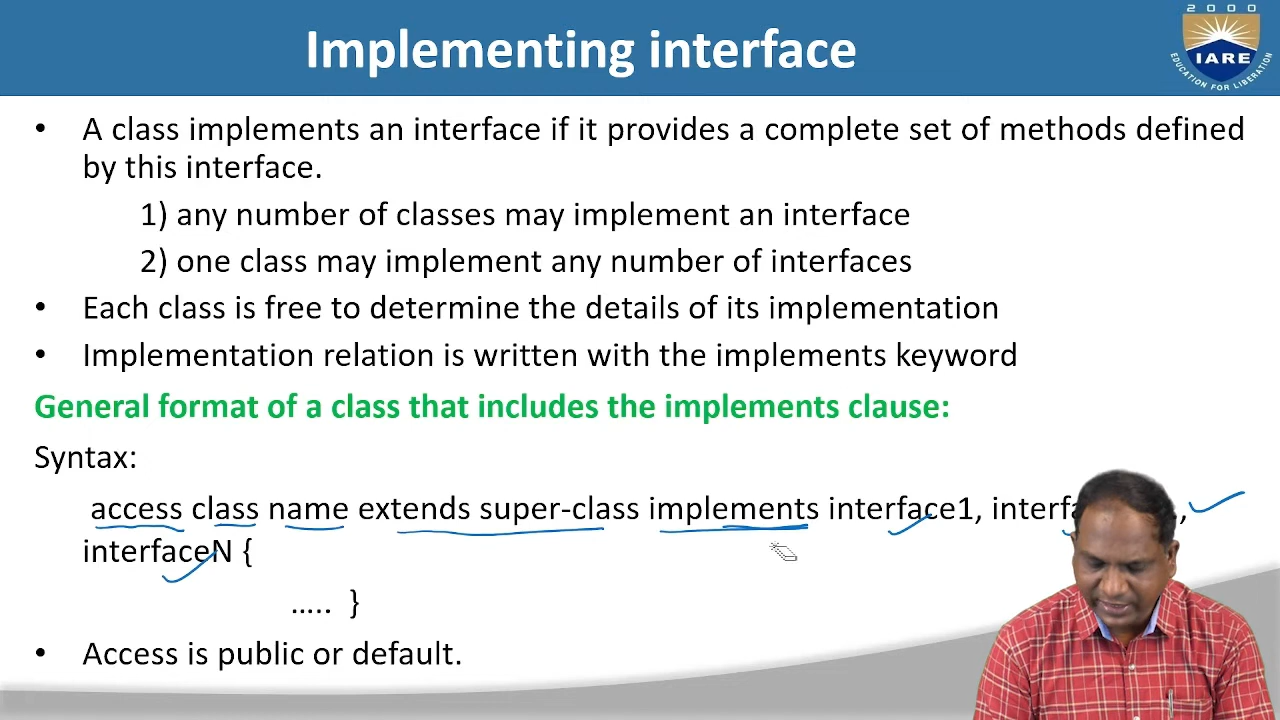 Implementing interface
2000
IARE
EDUCATION FOR LIBERATION
• A class implements an interface if it provides a complete set of methods defined
by this interface.
1) any number of classes may implement an interface
2) one class may implement any number of interfaces
• Each class is free to determine the details of its implementation
• Implementation relation is written with the implements keyword
General format of a class that includes the implements clause:
Syntax:
access class name extends super-class implements interface1,
interfaceN {
….. }
• Access is public or default.